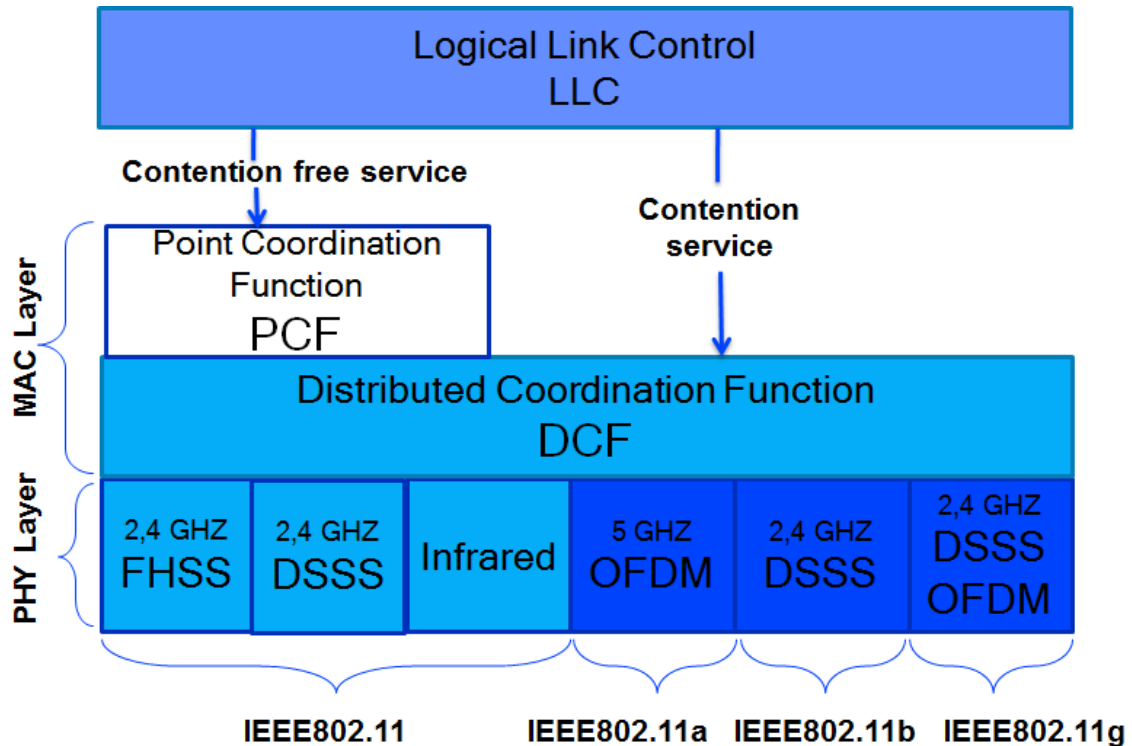 Logical Link Control
LLC
Contention free service
Contention
service
MAC Layer
Point Coordination
Function
PCF
Distributed Coordination Function
DCF
PHY Layer
2,4 GHZ
FHSS
2,4 GHZ
DSSS
Infrared
5 GHZ
OFDM
2,4 GHZ
DSSS
2,4 GHZ
DSSS
OFDM
IEEE802.11
IEEE802.11a
IEEE802.11b
IEEE802.11g